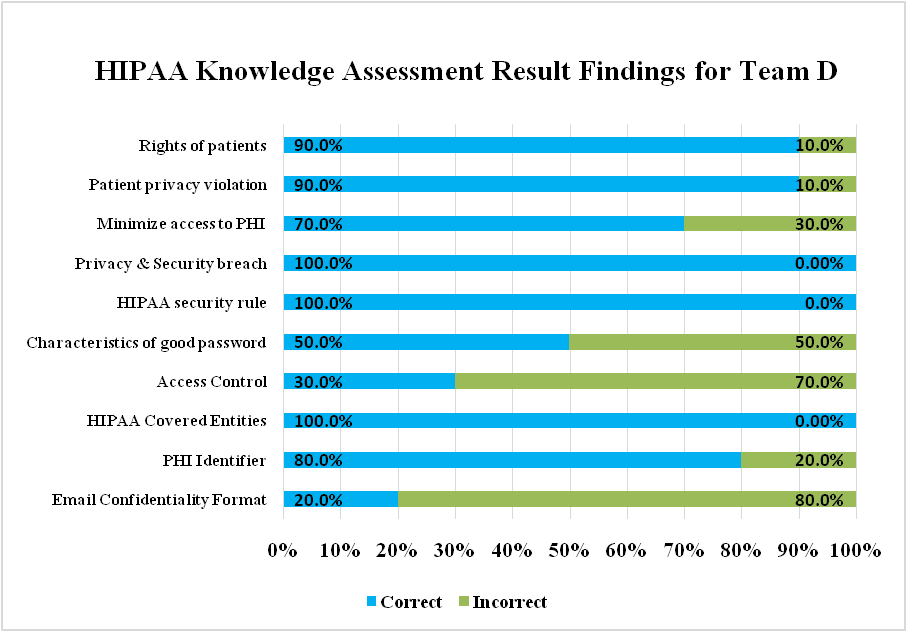 HIPAA Knowledge Assessment Result Findings for Team D
Rights of patients 90.0% 10.0%
Patient privacy violation 90.0% 10.0%
Minimize access to PHI 70.0% 30.0%
Privacy & Security breach 100.0% 0.00%
HIPAA security rule 100.0% 0.0%
Characteristics of good password 50.0% 50.0%
Access Control 30.0% 70.0%
HIPAA Covered Entities 100.0% 0.00%
PHI Identifier 80.0% 20.0%
Email Confidentiality Format 20.0% 80.0%
0% 10% 20% 30% 40% 50% 60% 70% 80% 90% 100%
Correct Incorrect